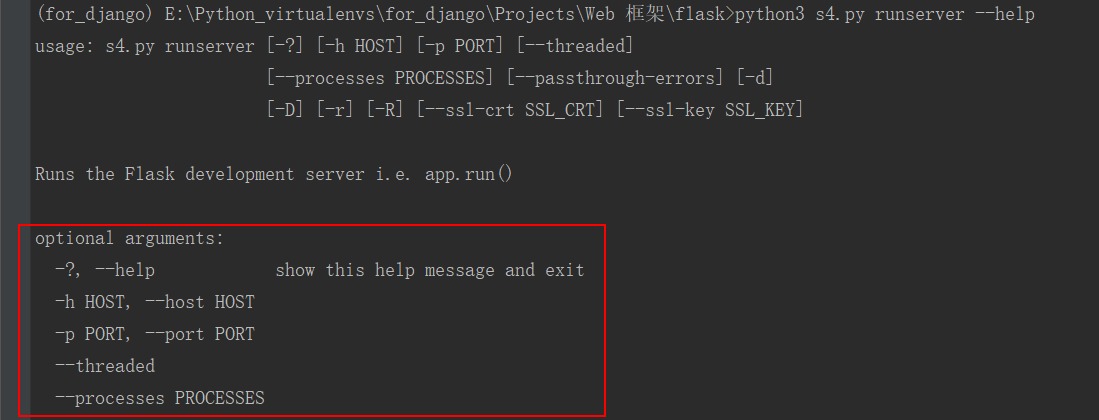 (for_django) E:\Python_virtualenvs\for_django\Projects\Web 框架\flask>python3 s4.py runserver --help
usage: s4.py runserver [-?] [-h HOST] [-p PORT] [--threaded]
[--processes PROCESSES] [--passthrough-errors] [-d]
[-D] [-r] [-R] [--ssl-crt SSL_CRT] [--ssl-key SSL_KEY]
Runs the Flask development server i.e. app.run()
optional arguments:
-?, --help show this help message and exit
-h HOST, --host HOST
-p PORT, --port PORT
--threaded
--processes PROCESSES